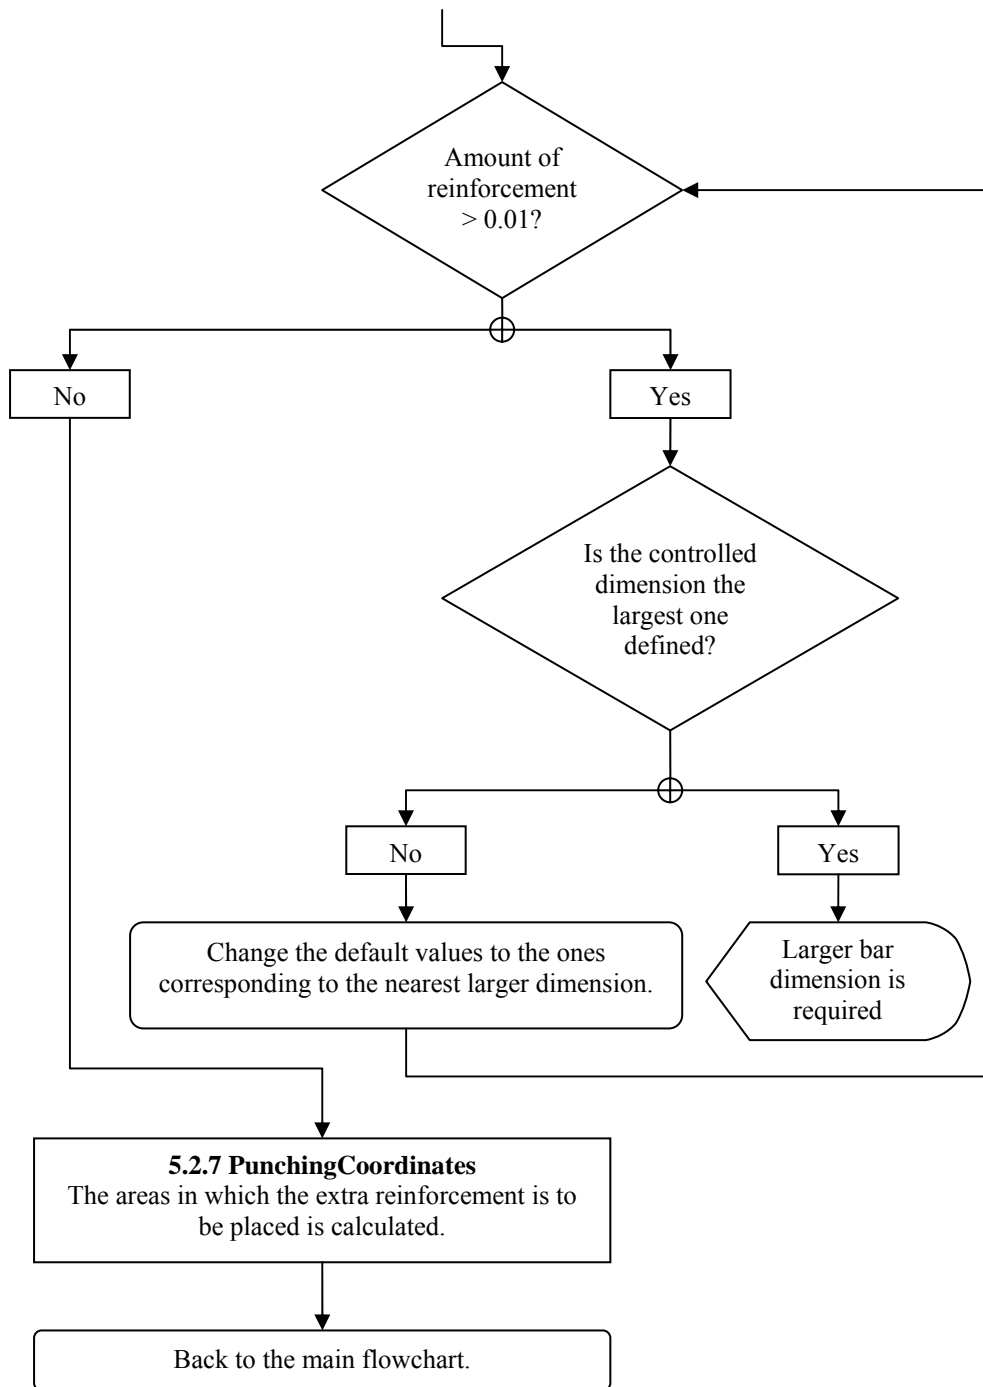 Amount of
reinforcement
> 0.01?
No
Yes
Is the controlled
dimension the
largest one
defined?
No
Yes
Change the default values to the ones
corresponding to the nearest larger dimension.
Larger bar
dimension is
required
5.2.7 PunchingCoordinates
The areas in which the extra reinforcement is to
be placed is calculated.
Back to the main flowchart.